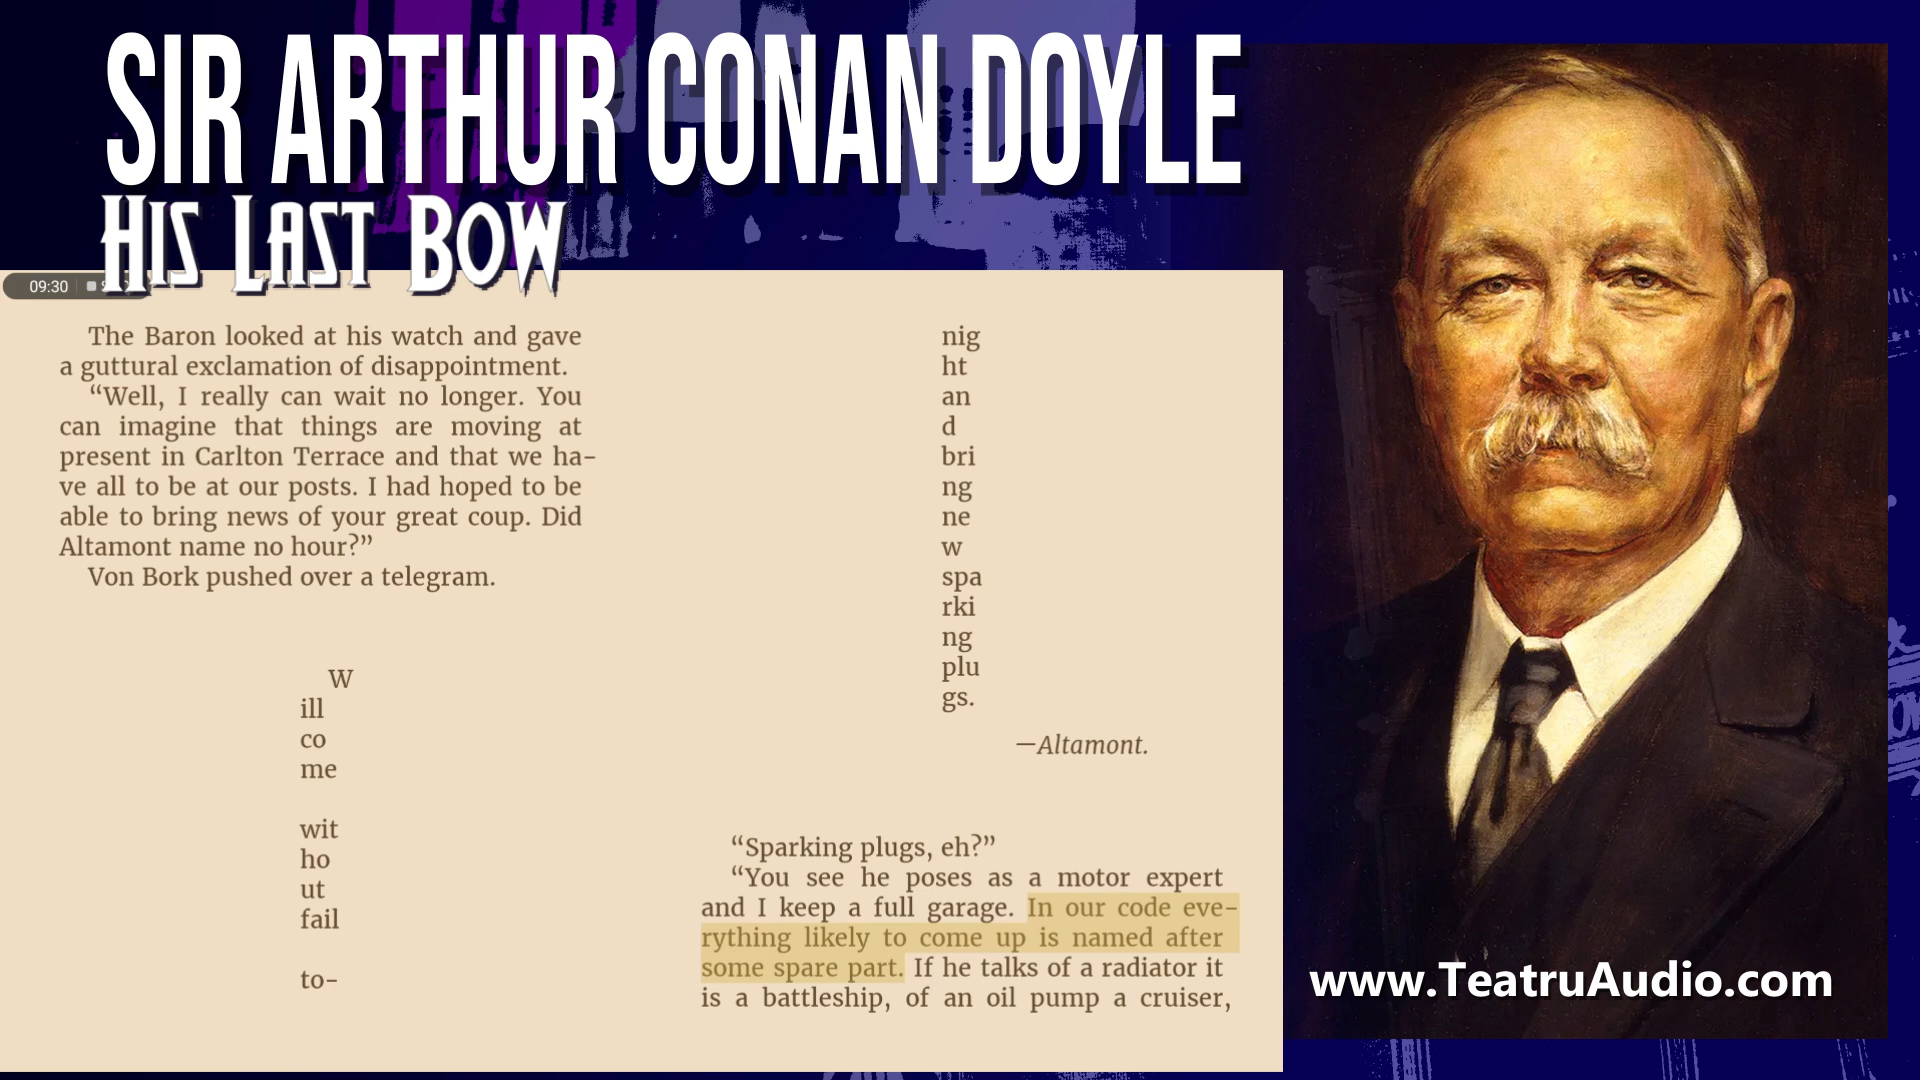 SIR ARTHUR CONAN DOYLE
HIS LAST BOW
09:30
The Baron looked at his watch and gave
a guttural exclamation of disappointment.
“Well, I really can wait no longer. You
can imagine that things are moving at
present in Carlton Terrace and that we ha-
ve all to be at our posts. I had hoped to be
able to bring news of your great coup. Did
Altamont name no hour?”
Von Bork pushed over a telegram.
W
ill
co
me
wit
ho
ut
fail
to-
nig
ht
an
d
bri
ng
ne
w
spa
rki
ng
plu
gs.
—Altamont.
“Sparking plugs, eh?”
“You see he poses as a motor expert
and I keep a full garage. In our code eve-
rything likely to come up is named after
some spare part. If he talks of a radiator it
is a battleship, of an oil pump a cruiser,
www.TeatruAudio.com